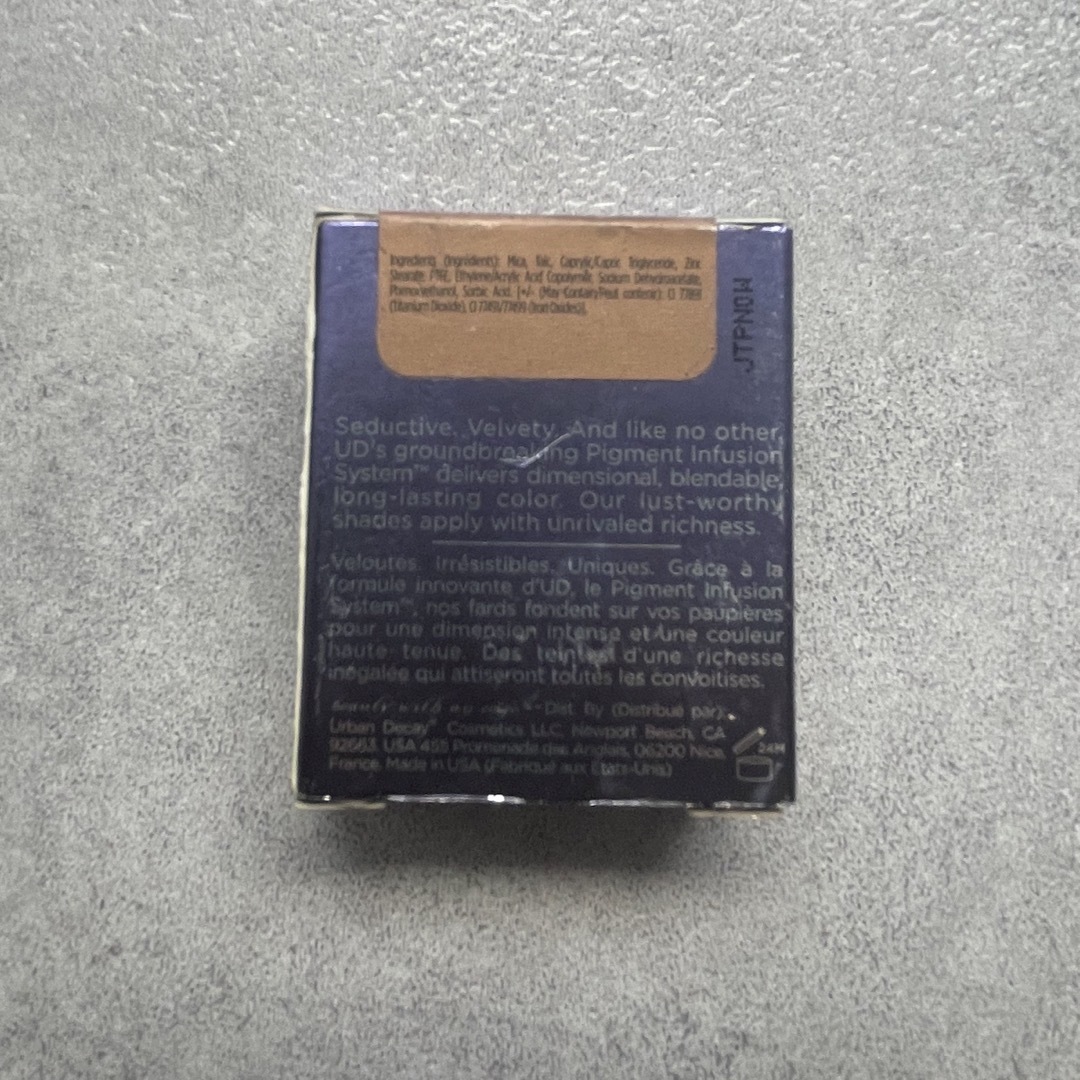 Ingredients (Ingrédients): Mica, Talc, Caprylic/Capric Triglyceride, Zinc
Stearate, PTFE, Ethylene/Acrylic Acid Copolymer, Sodium Dehydroacetate,
Phenoxyethanol, Sorbic Acid. [+/- (May Contain/Peut contenir): CI 77891
(Titanium Dioxide), CI 77491/77499 (Iron Oxides)].
JTPN0W
Seductive. Velvety. And like no other,
UD's groundbreaking Pigment Infusion
System™ delivers dimensional, blendable,
long-lasting color. Our lust-worthy
shades apply with unrivaled richness.
Veloutés. Irrésistibles. Uniques. Grâce à la
formule innovante d'UD, le Pigment Infusion
System™, nos fards fondent sur vos paupières
pour une dimension intense et une couleur
haute tenue. Des teintes d'une richesse
inégalée qui attiseront toutes les convoitises.
beauty with an edge® Dist. By (Distribué par):
Urban Decay® Cosmetics LLC Newport Beach, CA
92663, USA 455 Promenade des Anglais, 06200 Nice,
France. Made in USA (Fabriqué aux États-Unis)
24M